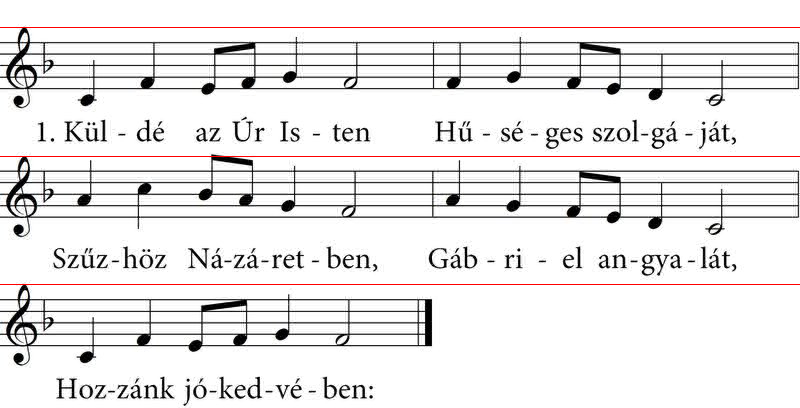 1. Kül - dé az Úr Is - ten Hű - sé - ges szol-gá - ját,
Szűz-höz Ná-zá-ret - ben, Gáb - ri - el an-gya-lát,
Hoz-zánk jó-ked-vé - ben: